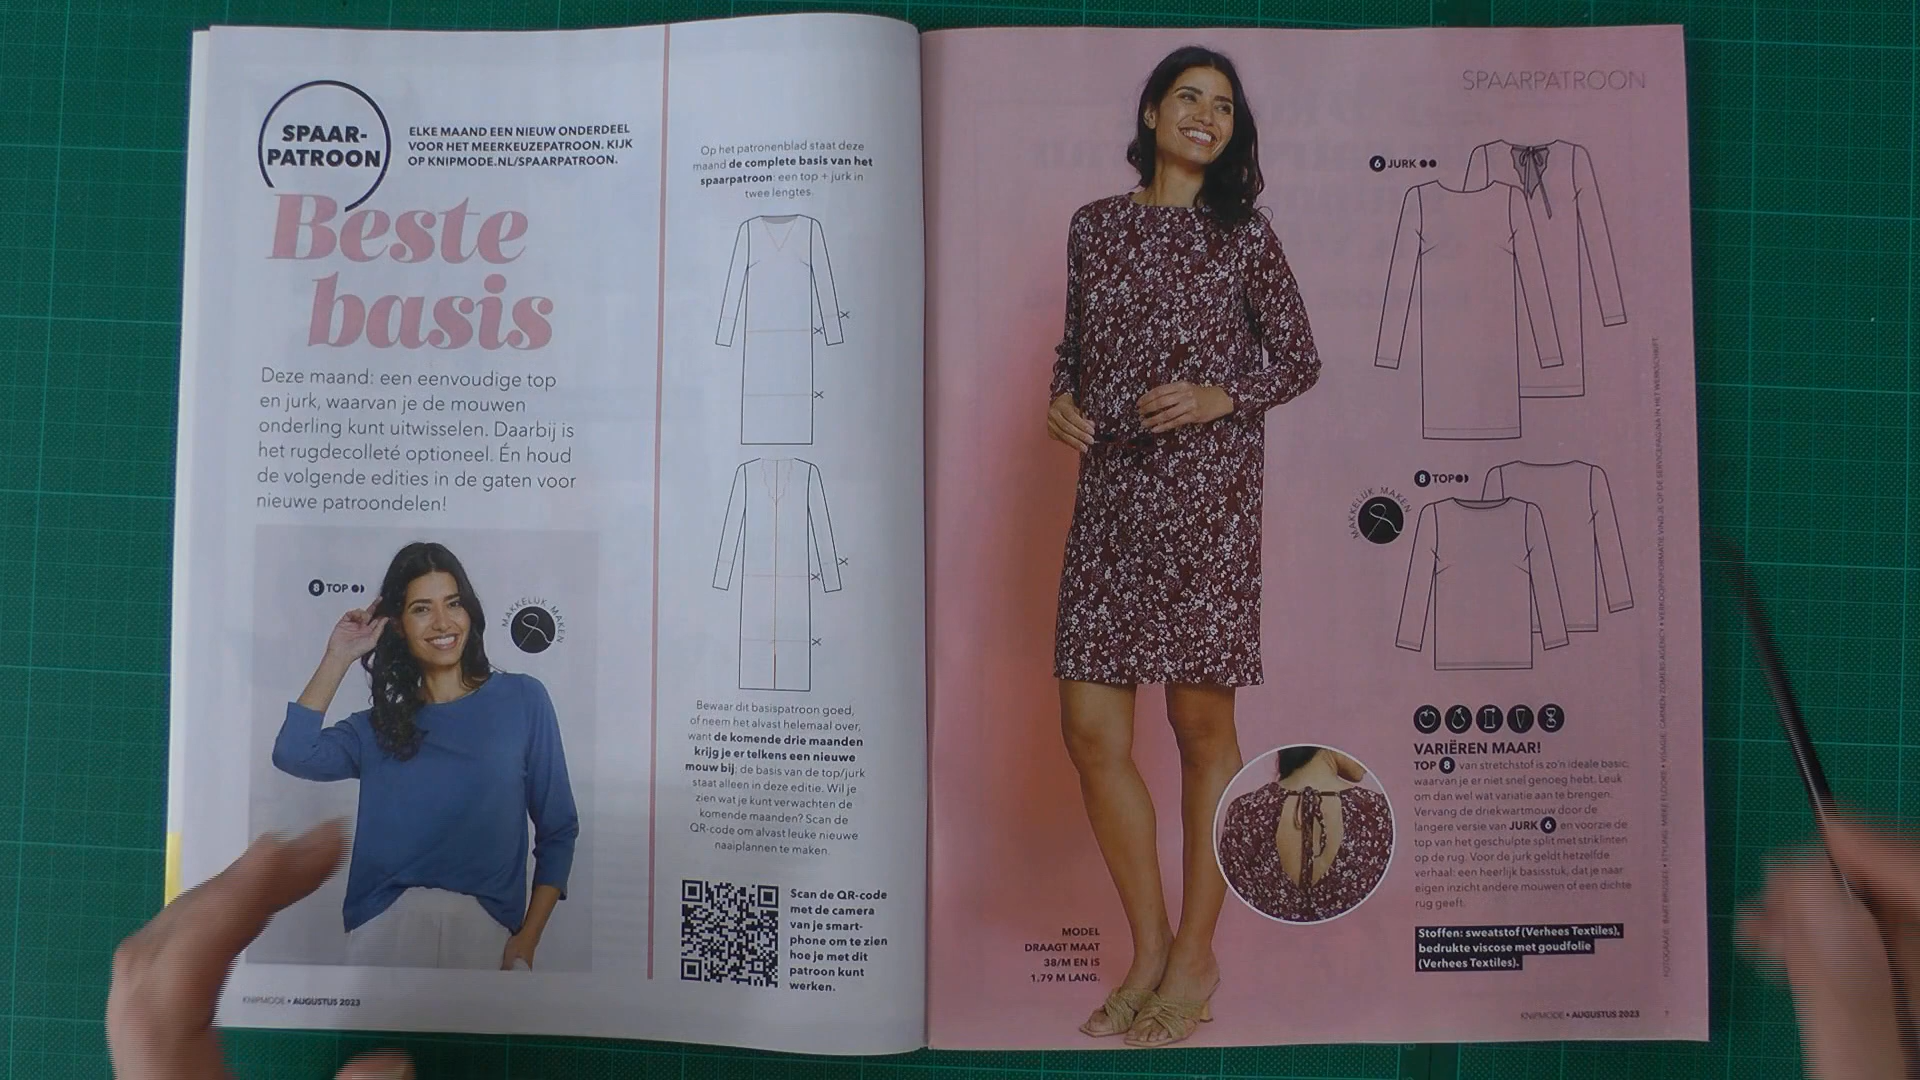 SPAAR-
PATROON
ELKE MAAND EEN NIEUW ONDERDEEL
VOOR HET MEERKEUZEPATROON. KIJK
OP KNIPMODE.NL/SPAARPATROON.
Beste
basis
Deze maand: een eenvoudige top
en jurk, waarvan je de mouwen
onderling kunt uitwisselen. Daarbij is
het rugdecolleté optioneel. Én houd
de volgende edities in de gaten voor
nieuwe patroondelen!
8 TOP
MAKKELIJK MAKEN
KNIPMODE • AUGUSTUS 2023
Op het patronenblad staat deze
maand de complete basis van het
spaarpatroon: een top + jurk in
twee lengtes.
Bewaar dit basispatroon goed,
of neem het alvast helemaal over,
want de komende drie maanden
krijg je er telkens een nieuwe
mouw bij; de basis van de top/jurk
staat alleen in deze editie. Wil je
zien wat je kunt verwachten de
komende maanden? Scan de
QR-code om alvast leuke nieuwe
naaiplannen te maken.
Scan de QR-code
met de camera
van je smart-
phone om te zien
hoe je met dit
patroon kunt
werken.
SPAARPATROON
6 JURK
8 TOP
MAKKELIJK MAKEN
VARIËREN MAAR!
TOP 8 van stretchstof is zo'n ideale basic,
waarvan je er niet snel genoeg hebt. Leuk
om dan wel wat variatie aan te brengen.
Vervang de driekwartmouw door de
langere versie van JURK 6 en voorzie de
top van het geschulpte split met striklinten
op de rug. Voor de jurk geldt hetzelfde
verhaal: een heerlijk basisstuk, dat je naar
eigen inzicht andere mouwen of een dichte
rug geeft.
Stoffen: sweatstof (Verhees Textiles),
bedrukte viscose met goudfolie
(Verhees Textiles).
MODEL
DRAAGT MAAT
38/M EN IS
1.79 M LANG.
KNIPMODE • AUGUSTUS 2023 7